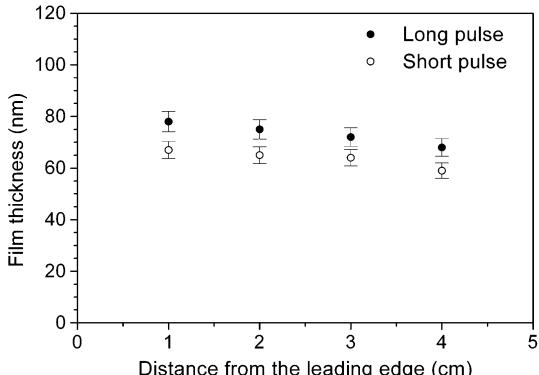 120
100
80
60
40
20
0
Film thickness (nm)
Long pulse
Short pulse
0 1 2 3 4 5
Distance from the leading edge (cm)